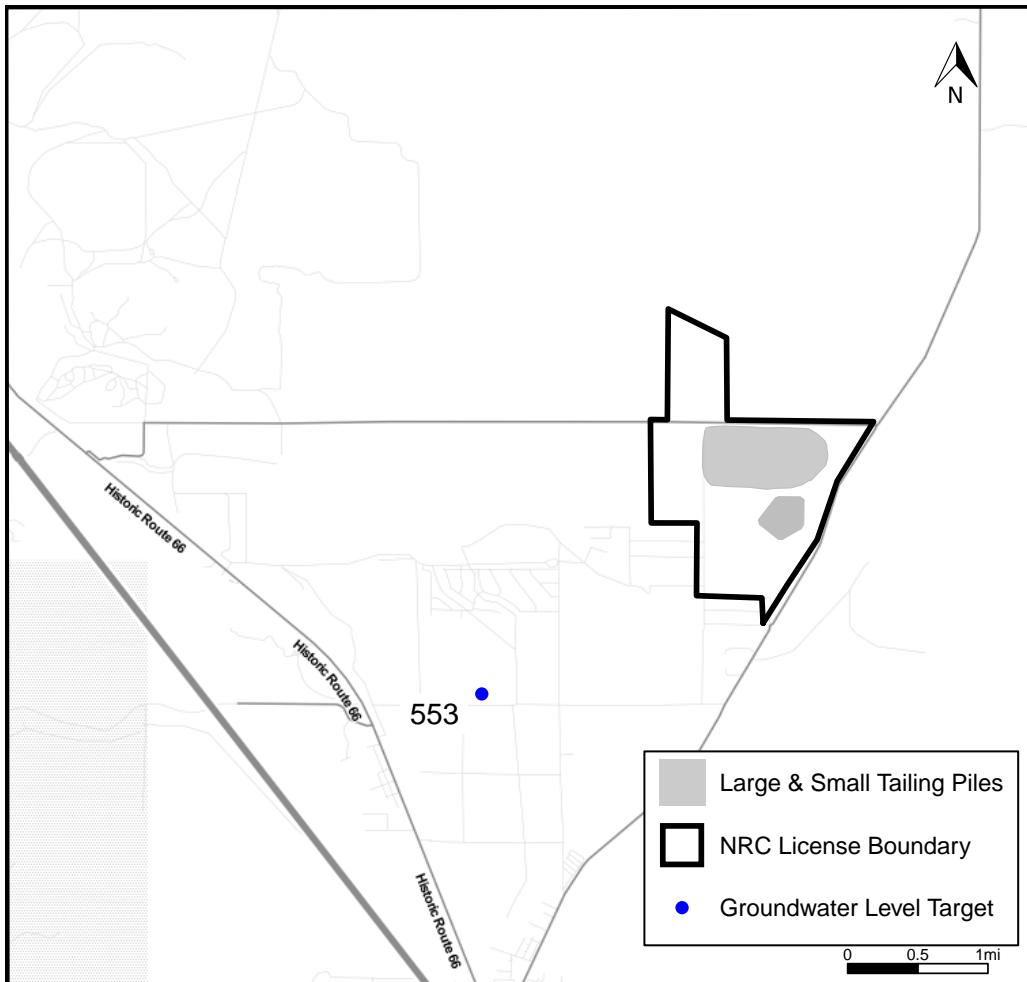 N
Historic Route 66
Historic Route 66
553
Historic Route 66
Large & Small Tailing Piles
NRC License Boundary
Groundwater Level Target
0 0.5 1mi